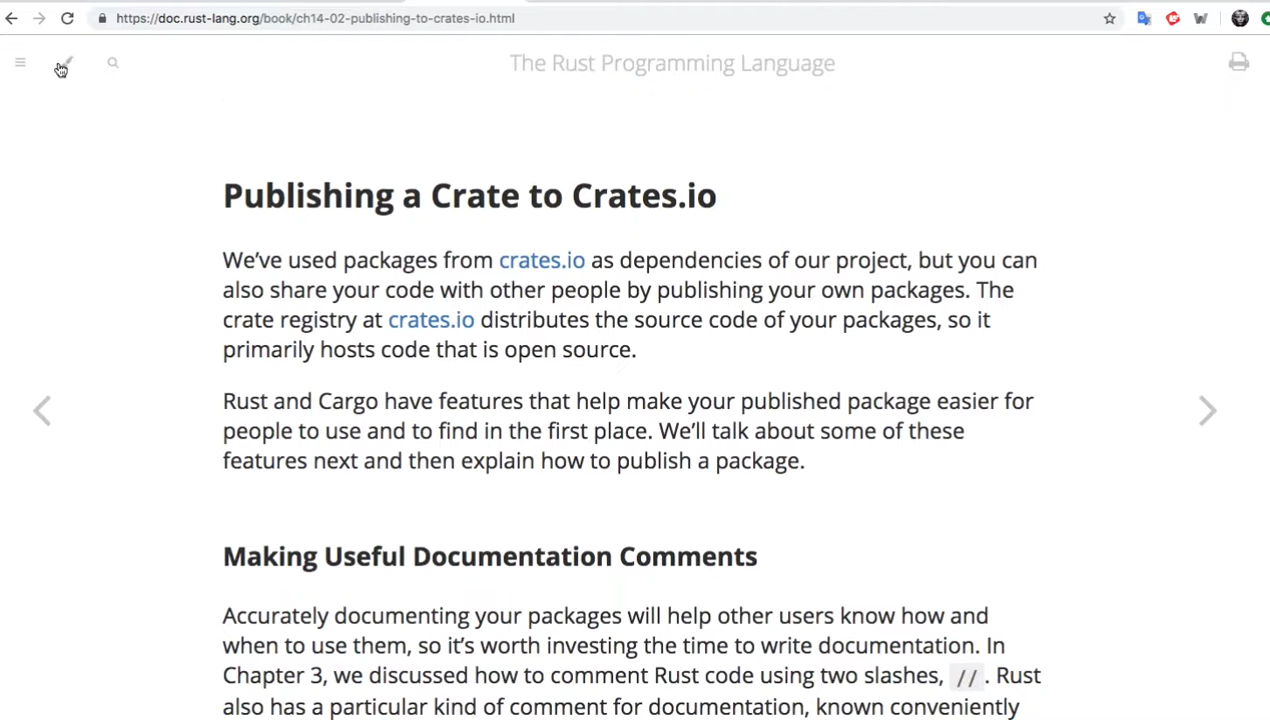 https://doc.rust-lang.org/book/ch14-02-publishing-to-crates-io.html
The Rust Programming Language
Publishing a Crate to Crates.io
We’ve used packages from crates.io as dependencies of our project, but you can
also share your code with other people by publishing your own packages. The
crate registry at crates.io distributes the source code of your packages, so it
primarily hosts code that is open source.
Rust and Cargo have features that help make your published package easier for
people to use and to find in the first place. We’ll talk about some of these
features next and then explain how to publish a package.
Making Useful Documentation Comments
Accurately documenting your packages will help other users know how and
when to use them, so it’s worth investing the time to write documentation. In
Chapter 3, we discussed how to comment Rust code using two slashes, //. Rust
also has a particular kind of comment for documentation, known conveniently